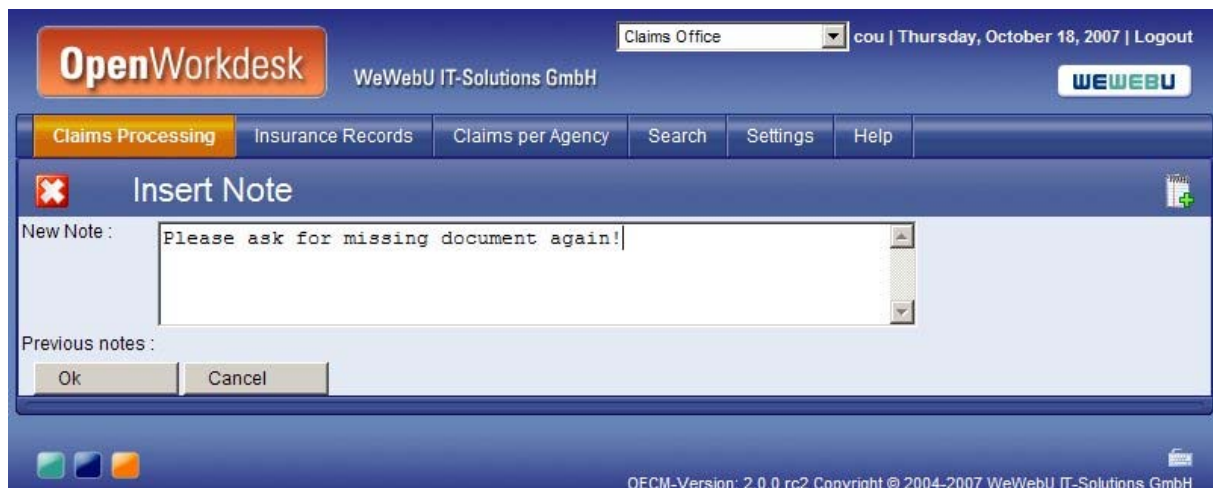 Claims Office
cou | Thursday, October 18, 2007 | Logout
OpenWorkdesk
WeWebU IT-Solutions GmbH
WEWEBU
Claims Processing Insurance Records Claims per Agency Search Settings Help
Insert Note
New Note :
Please ask for missing document again!
Previous notes :
Ok Cancel
OECM-Version: 2.0.0 rc2 Copyright © 2004-2007 WeWebU IT-Solutions GmbH